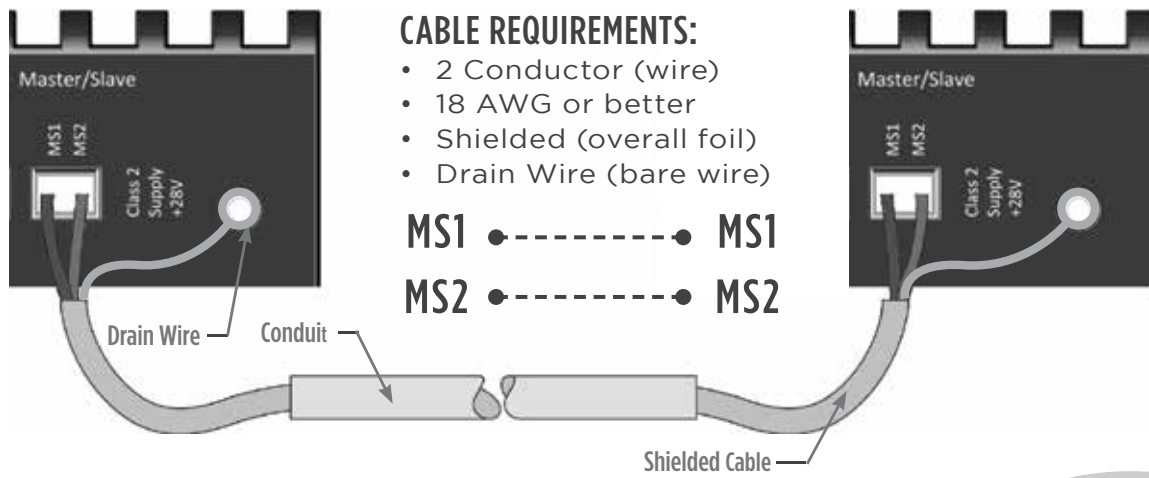 CABLE REQUIREMENTS:
• 2 Conductor (wire)
• 18 AWG or better
• Shielded (overall foil)
• Drain Wire (bare wire)
MS1 MS1
MS2 MS2
Master/Slave
MS1
MS2
Class 2
Supply
+28V
Master/Slave
MS1
MS2
Class 2
Supply
+28V
Drain Wire
Conduit
Shielded Cable